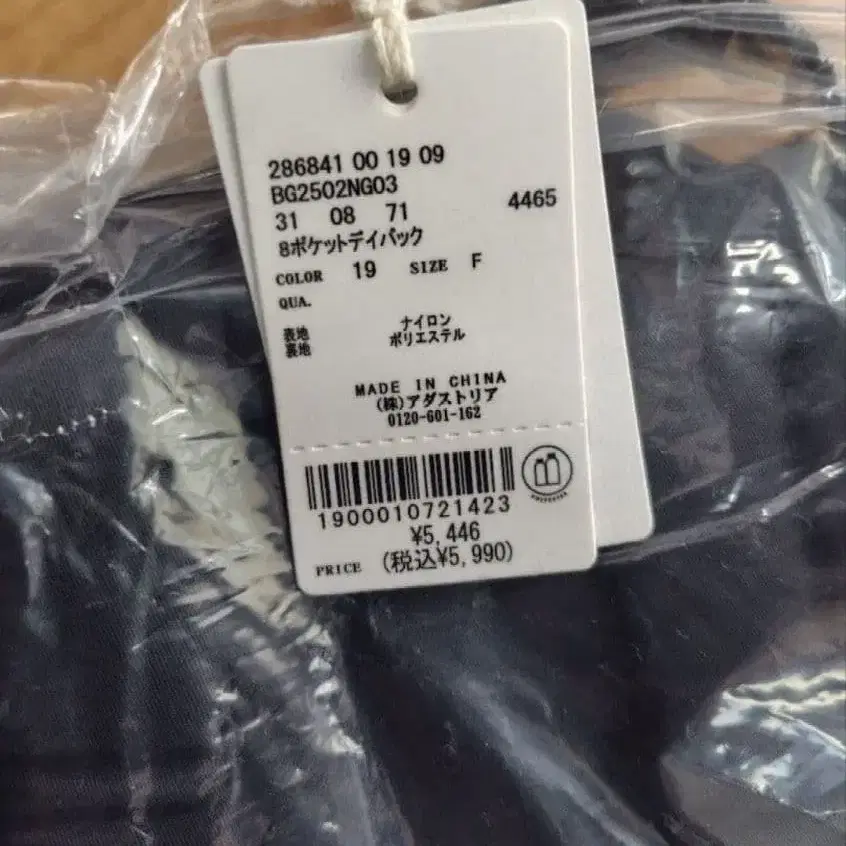 286841 00 19 09
BG2502NG03
31 08 71 4465
8ポケットデイパック
COLOR 19 SIZE F
QUA.
表地 ナイロン
裏地 ポリエステル
MADE IN CHINA
(株)アダストリア
0120-601-162
1900010721423
¥5,446
PRICE (税込¥5,990)